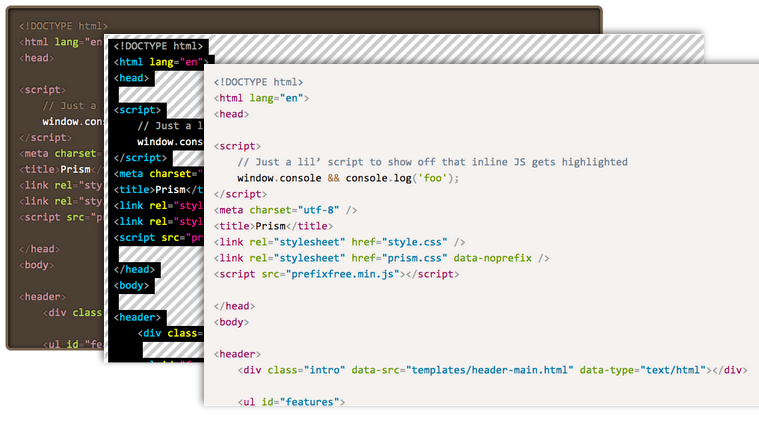 <!DOCTYPE html>
<html lang="en
<head>
<script>
// Just a
window.con
</script>
<meta charset=
<title>Prism</
<link rel="sty
<link rel="sty
<script src="p
</head>
<body>
<header>
<div class
<ul id="fea
<!DOCTYPE html>
<html lang="en">
<head>
<script>
// Just a l
window.cons
</script>
<meta charset="
<title>Prism</t
<link rel="styl
<link rel="styl
<script src="pr
</head>
<body>
<header>
<div class=
<!DOCTYPE html>
<html lang="en">
<head>
<script>
// Just a lil’ script to show off that inline JS gets highlighted
window.console && console.log('foo');
</script>
<meta charset="utf-8" />
<title>Prism</title>
<link rel="stylesheet" href="style.css" />
<link rel="stylesheet" href="prism.css" data-noprefix />
<script src="prefixfree.min.js"></script>
</head>
<body>
<header>
<div class="intro" data-src="templates/header-main.html" data-type="text/html"></div>
<ul id="features">